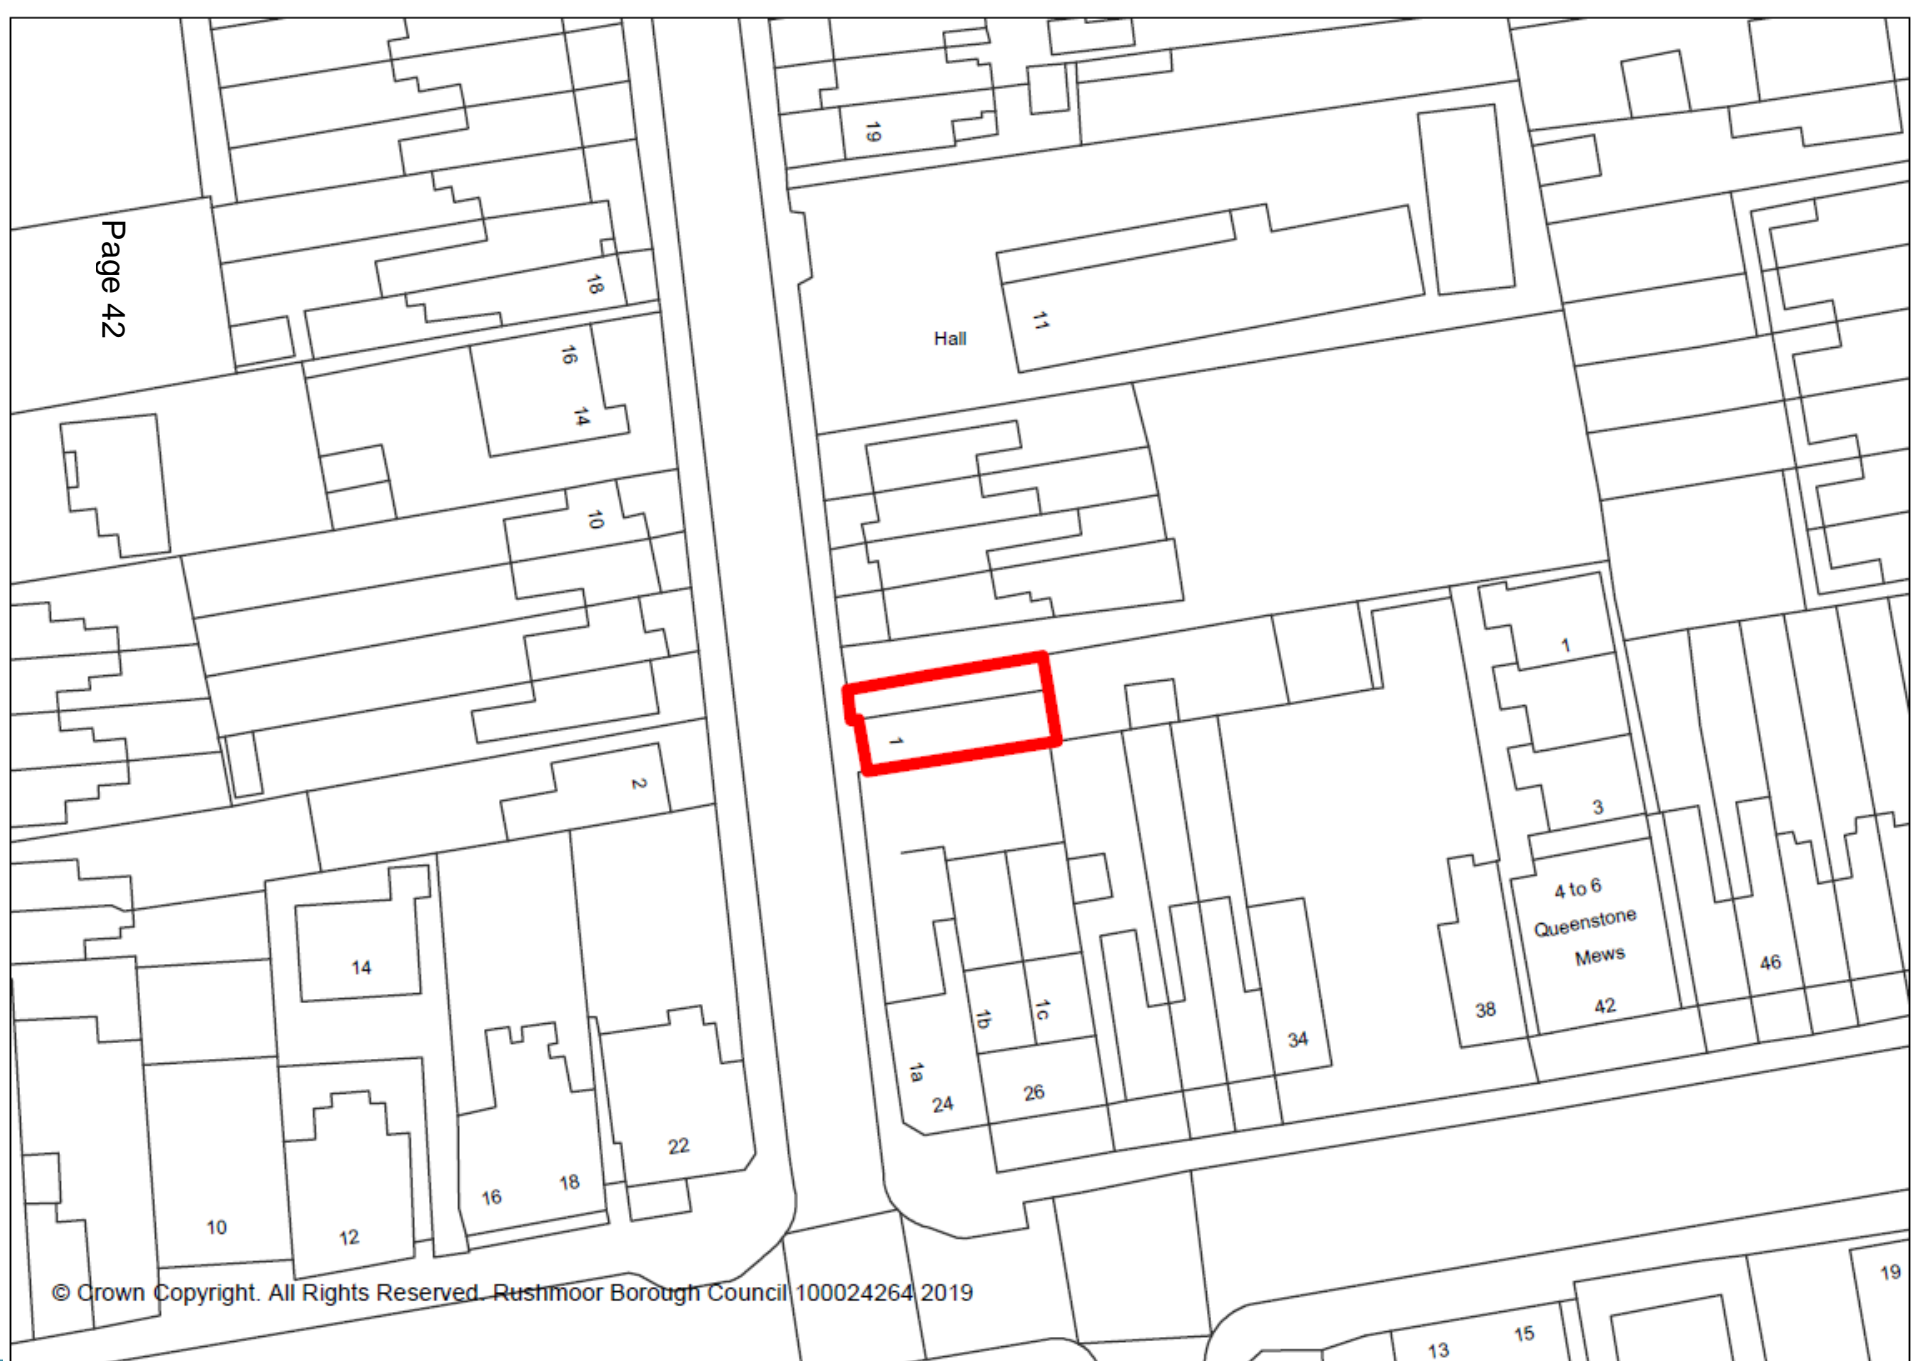 19
Page 42
18
11
Hall
16
14
10
1
1
2
3
4 to 6
Queenstone
Mews
42
14
46
38
1b
1c
34
1a
24
26
22
16
18
10
12
19
© Crown Copyright. All Rights Reserved. Rushmoor Borough Council 100024264 2019
13
15